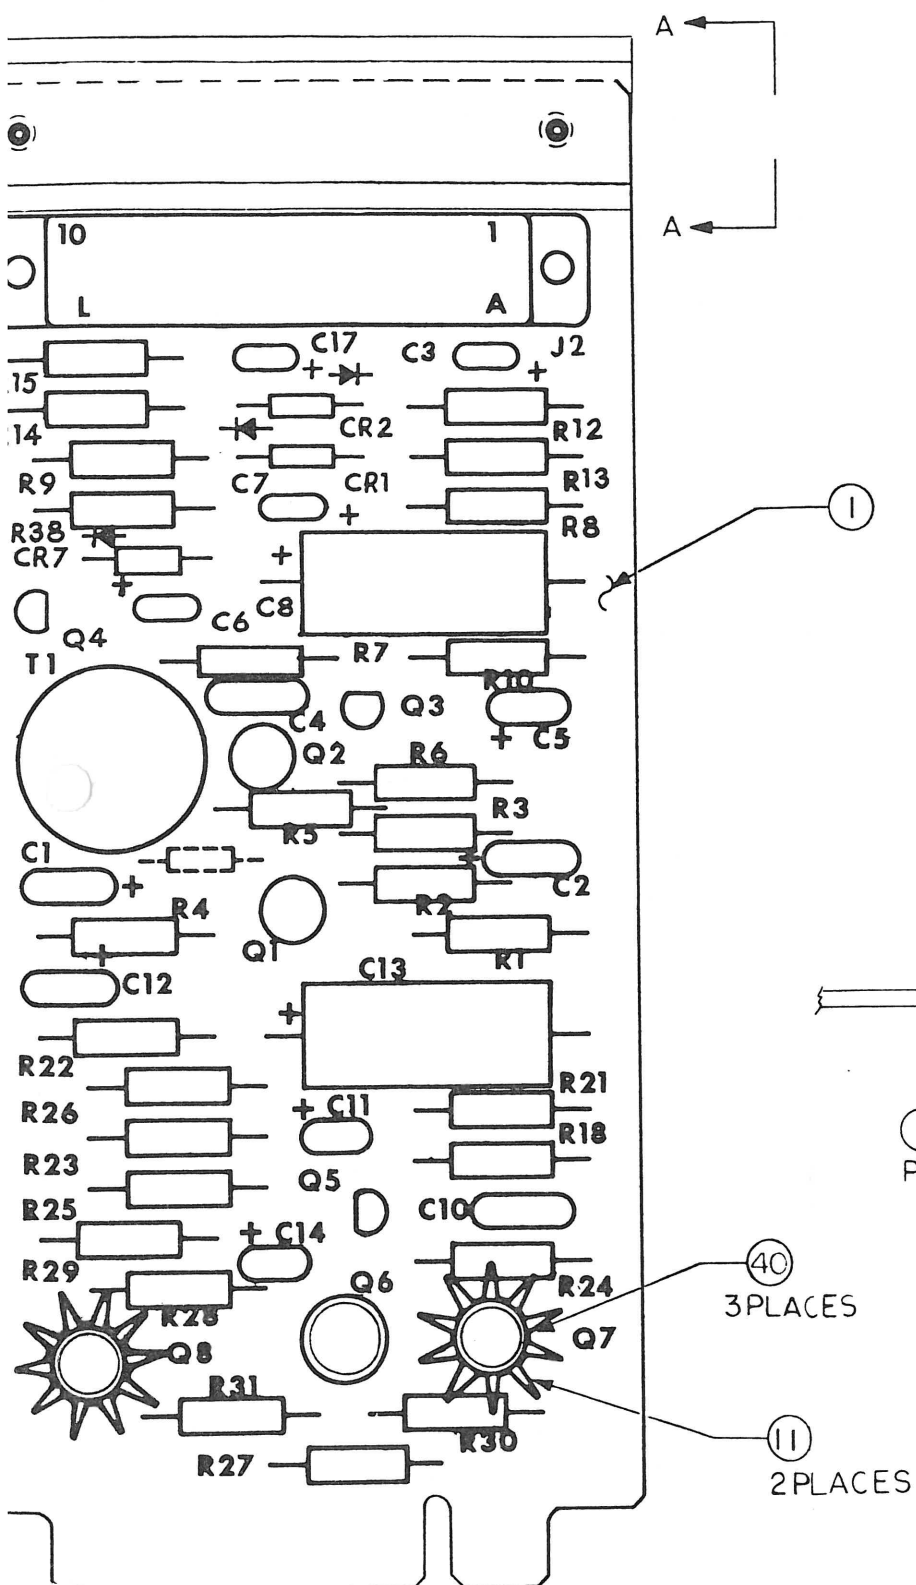 A
A
10 1
L A
C17 C3 J2
+ +
15
CR2 R12
14
R9 C7 CR1 R13
+
R38 R8
1
CR7 +
+
C8
C6
Q4
T1 R7
R10
Q3
C4
+ C5
Q2 R6
R3
R5
C1
+ +
C2
R4 R2
Q1 R1
+
C12 C13
+
R22
R21
+ C11
R26
R18
R23
Q5
R25 C10
+ C14
R29 Q6 R24 40
3PLACES
R28
Q8 Q7
R31
R30 11
R27
2PLACES
P